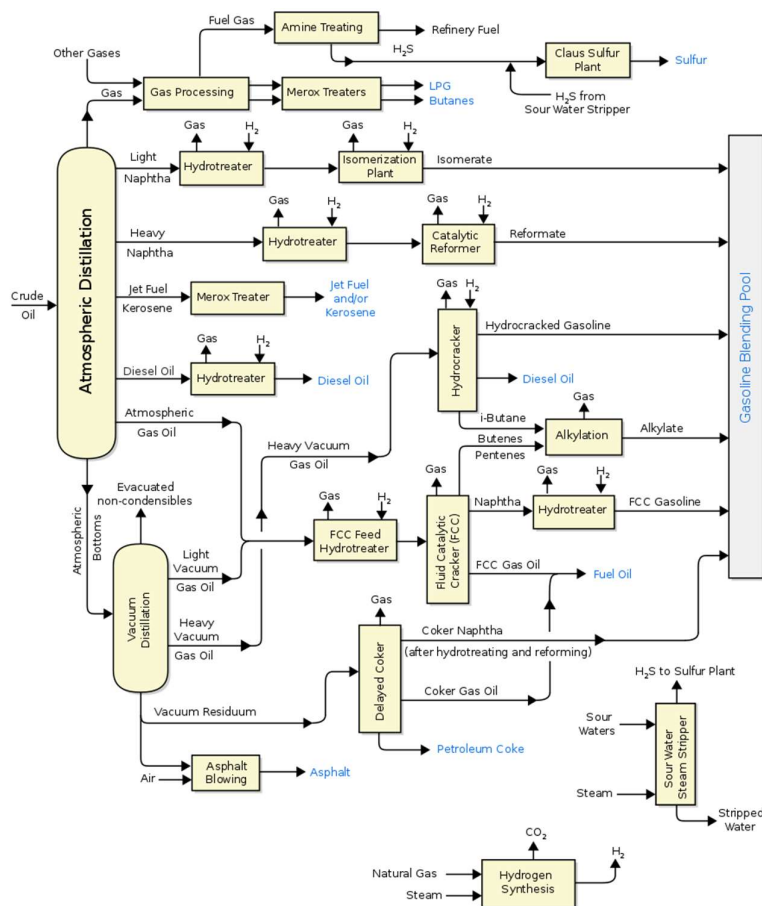 Fuel Gas
Amine Treating
Refinery Fuel
H₂S
Other Gases
Claus Sulfur
Plant
Sulfur
Gas
Gas Processing
Merox Treaters
LPG
Butanes
H₂S from
Sour Water Stripper
Light
Naphtha
Gas
H₂
Hydrotreater
Gas
H₂
Isomerization
Plant
Isomerate
Heavy
Naphtha
Gas
H₂
Hydrotreater
Gas
H₂
Catalytic
Reformer
Reformate
Crude
Oil
Atmospheric Distillation
Jet Fuel
Kerosene
Merox Treater
Jet Fuel
and/or
Kerosene
Gas
H₂
Hydrocracker
Hydrocracked Gasoline
Diesel Oil
Gasoline Blending Pool
Diesel Oil
Gas
H₂
Hydrotreater
Diesel Oil
Atmospheric
Gas Oil
Heavy Vacuum
Gas Oil
i-Butane
Butenes
Pentenes
Gas
Alkylation
Alkylate
Atmospheric
Bottoms
Evacuated
non-condensibles
Gas
H₂
FCC Feed
Hydrotreater
Gas
Fluid Catalytic
Cracker (FCC)
Naphtha
Gas
H₂
Hydrotreater
FCC Gasoline
FCC Gas Oil
Fuel Oil
Vacuum
Distillation
Light
Vacuum
Gas Oil
Heavy
Vacuum
Gas Oil
Gas
Delayed Coker
Coker Naphtha
(after hydrotreating and reforming)
Coker Gas Oil
Petroleum Coke
Vacuum Residuum
Air
Asphalt
Blowing
Asphalt
H₂S to Sulfur Plant
Sour
Waters
Steam
Sour Water
Steam Stripper
Stripped
Water
CO₂
H₂
Natural Gas
Steam
Hydrogen
Synthesis